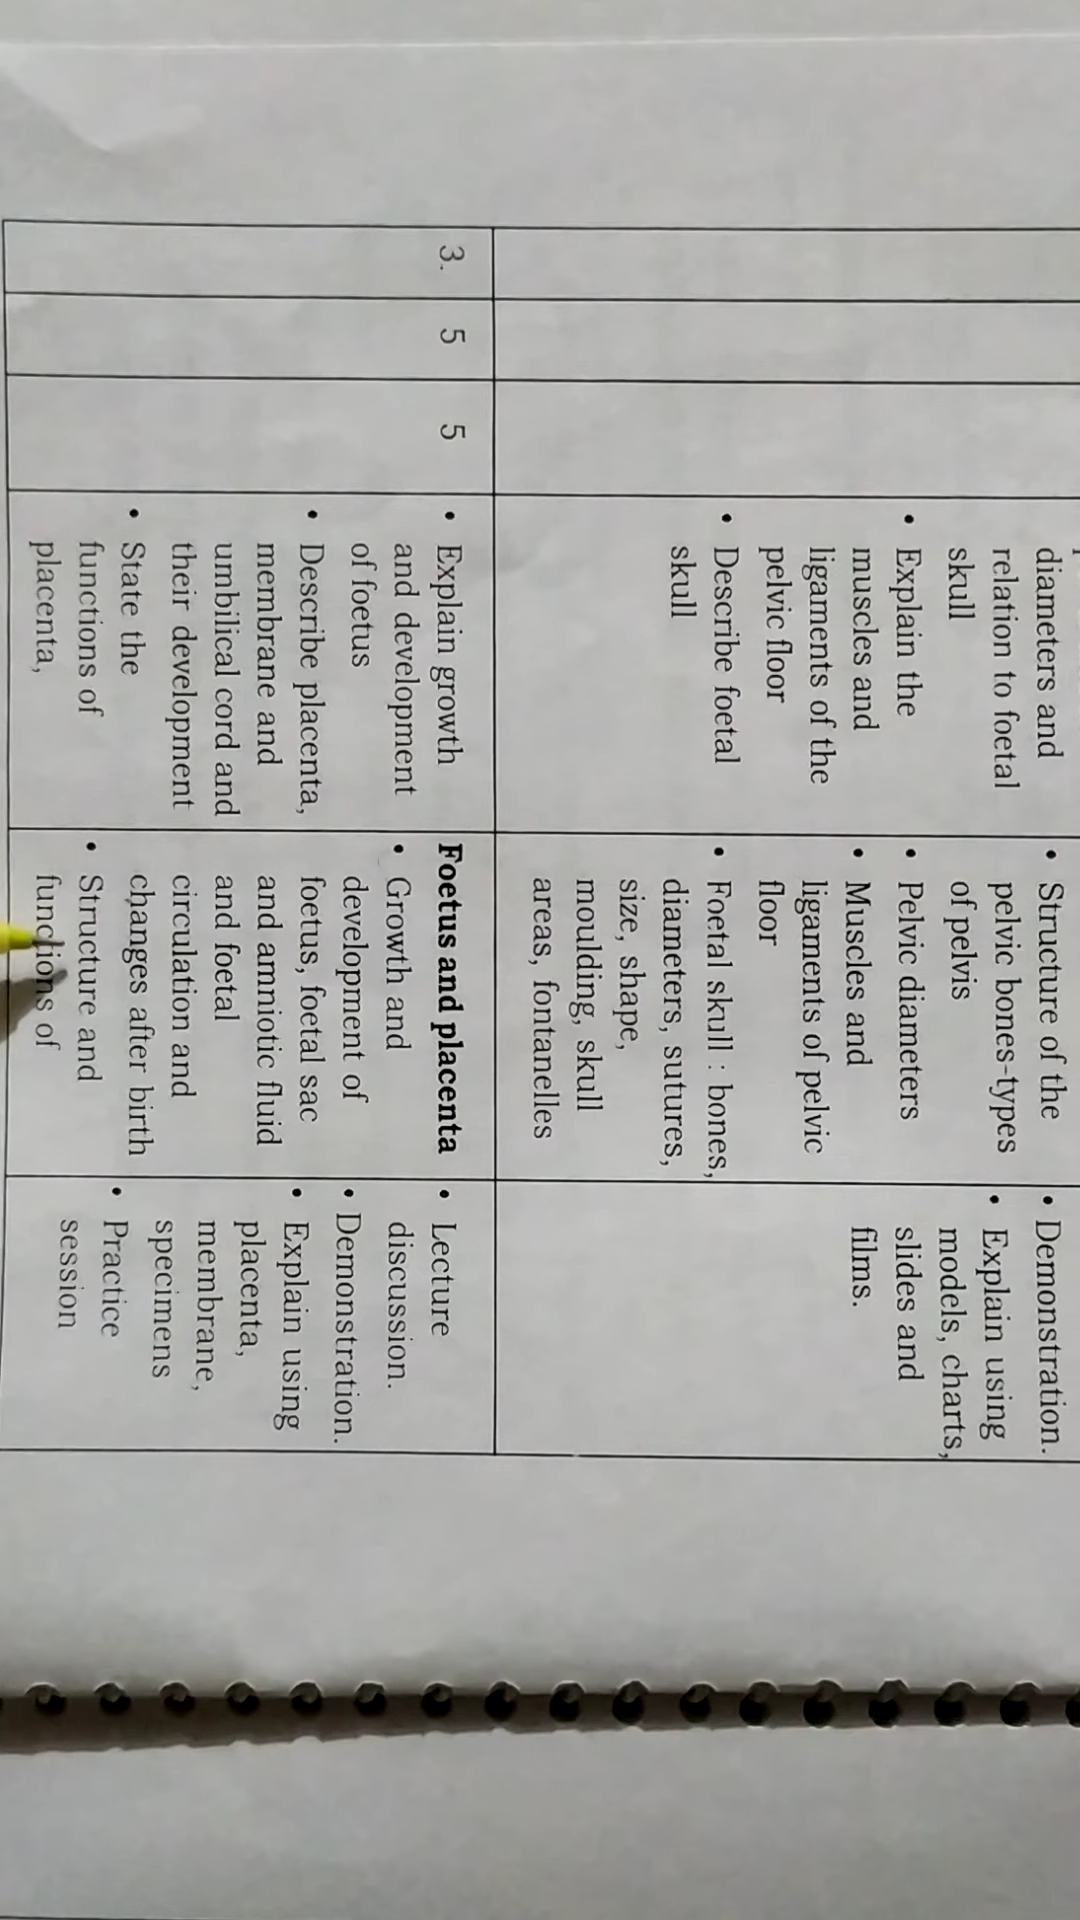 diameters and
relation to foetal
skull
• Explain the
muscles and
ligaments of the
pelvic floor
• Describe foetal
skull
• Structure of the
pelvic bones-types
of pelvis
• Pelvic diameters
• Muscles and
ligaments of pelvic
floor
• Foetal skull : bones,
diameters, sutures,
size, shape,
moulding, skull
areas, fontanelles
• Demonstration.
• Explain using
models, charts,
slides and
films.
3.
5
5
• Explain growth
and development
of foetus
• Describe placenta,
membrane and
umbilical cord and
their development
• State the
functions of
placenta,
Foetus and placenta
• Growth and
development of
foetus, foetal sac
and amniotic fluid
and foetal
circulation and
changes after birth
• Structure and
functions of
• Lecture
discussion.
• Demonstration.
• Explain using
placenta,
membrane,
specimens
• Practice
session